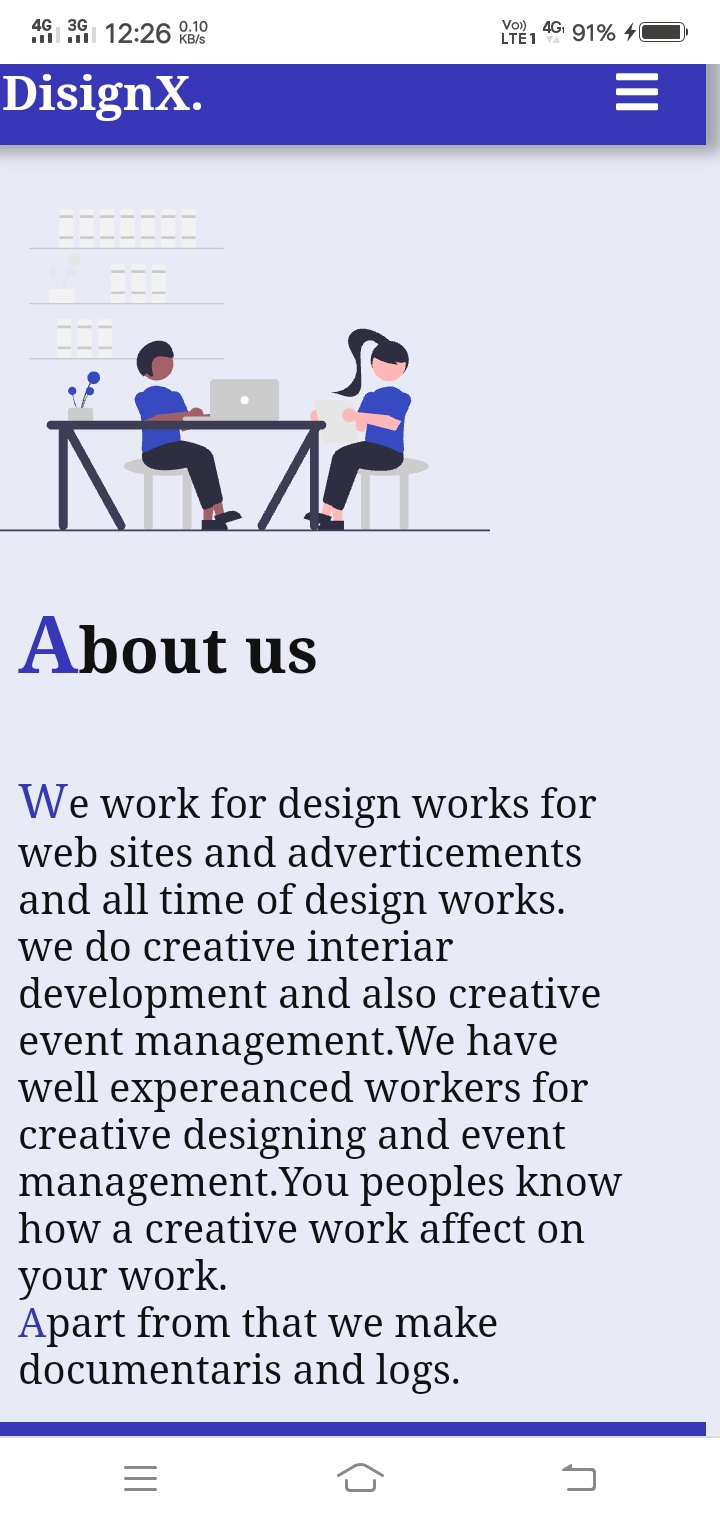 4G 3G 12:26 0.10 KB/s Vo)) LTE1 4G 91%
DisignX.
About us
We work for design works for
web sites and adverticements
and all time of design works.
we do creative interiar
development and also creative
event management.We have
well expereanced workers for
creative designing and event
management.You peoples know
how a creative work affect on
your work.
Apart from that we make
documentaris and logs.